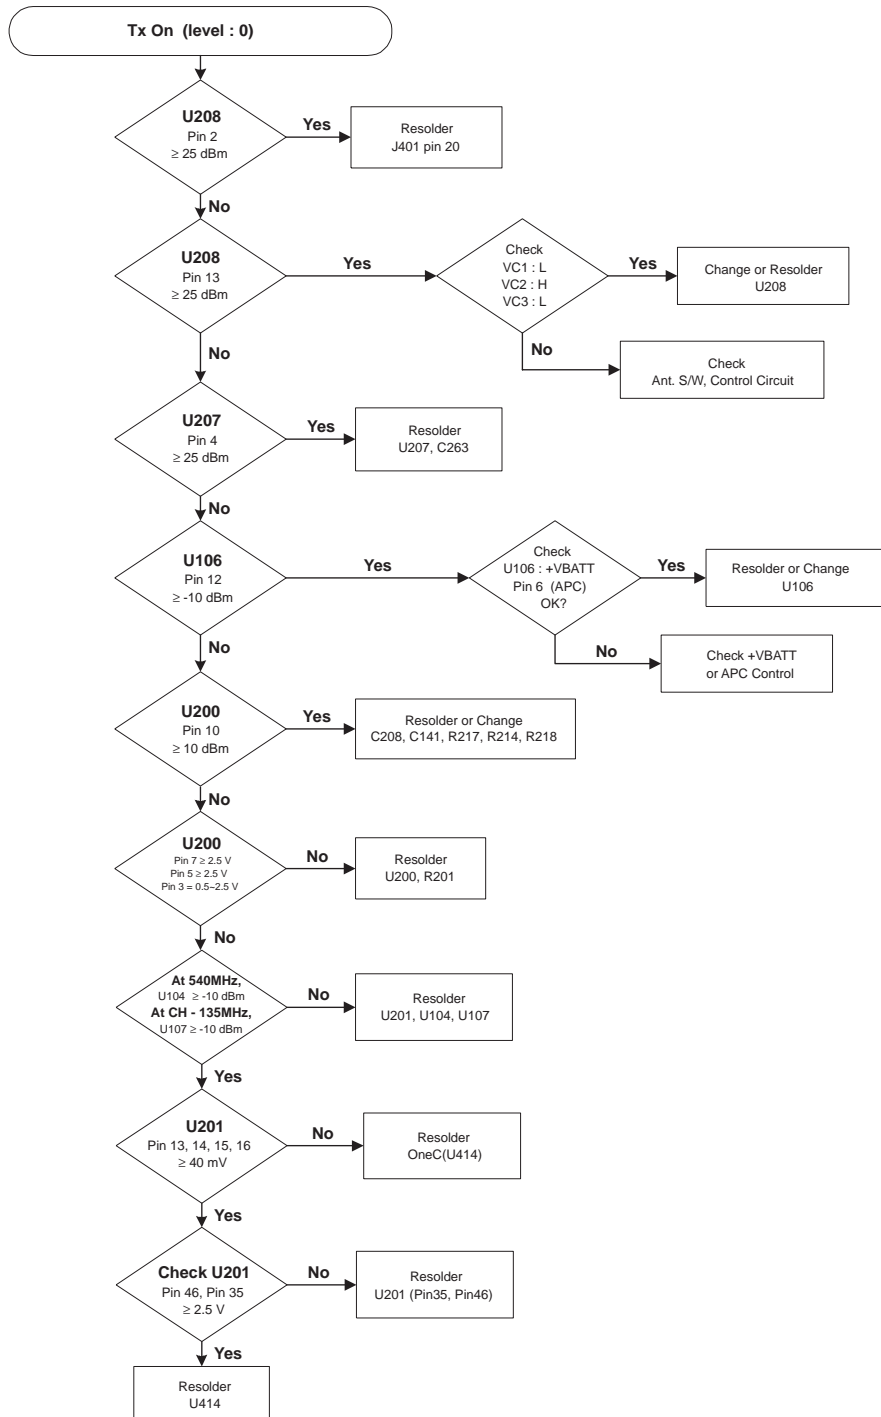 Tx On (level : 0)
U208
Pin 2
≥ 25 dBm
Yes
Resolder
J401 pin 20
No
U208
Pin 13
≥ 25 dBm
Yes
Check
VC1 : L
VC2 : H
VC3 : L
Yes
Change or Resolder
U208
No
Check
Ant. S/W, Control Circuit
No
U207
Pin 4
≥ 25 dBm
Yes
Resolder
U207, C263
No
U106
Pin 12
≥ -10 dBm
Yes
Check
U106 : +VBATT
Pin 6 (APC)
OK?
Yes
Resolder or Change
U106
No
Check +VBATT
or APC Control
No
U200
Pin 10
≥ 10 dBm
Yes
Resolder or Change
C208, C141, R217, R214, R218
No
U200
Pin 7 ≥ 2.5 V
Pin 5 ≥ 2.5 V
Pin 3 = 0.5~2.5 V
No
Resolder
U200, R201
No
At 540MHz,
U104 ≥ -10 dBm
At CH - 135MHz,
U107 ≥ -10 dBm
No
Resolder
U201, U104, U107
Yes
U201
Pin 13, 14, 15, 16
≥ 40 mV
No
Resolder
OneC(U414)
Yes
Check U201
Pin 46, Pin 35
≥ 2.5 V
No
Resolder
U201 (Pin35, Pin46)
Yes
Resolder
U414